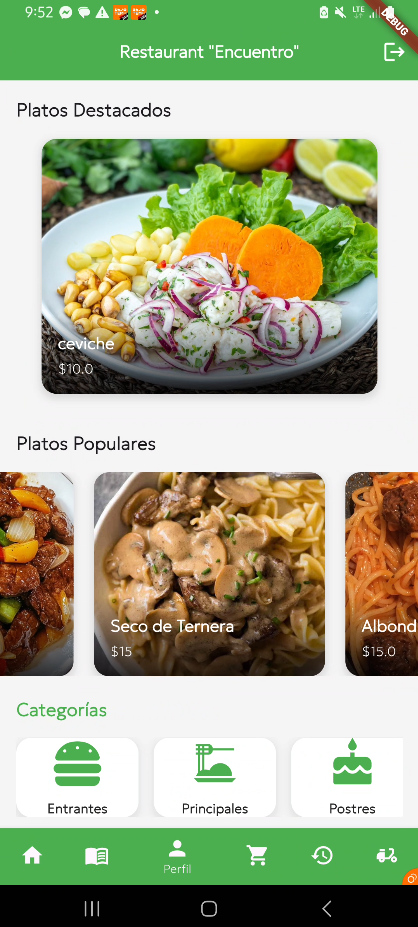 9:52
LTE
DEBUG
Restaurant "Encuentro"
Platos Destacados
ceviche
$10.0
Platos Populares
Seco de Ternera
$15
Albond
$15.0
Categorías
Entrantes
Principales
Postres
Perfil